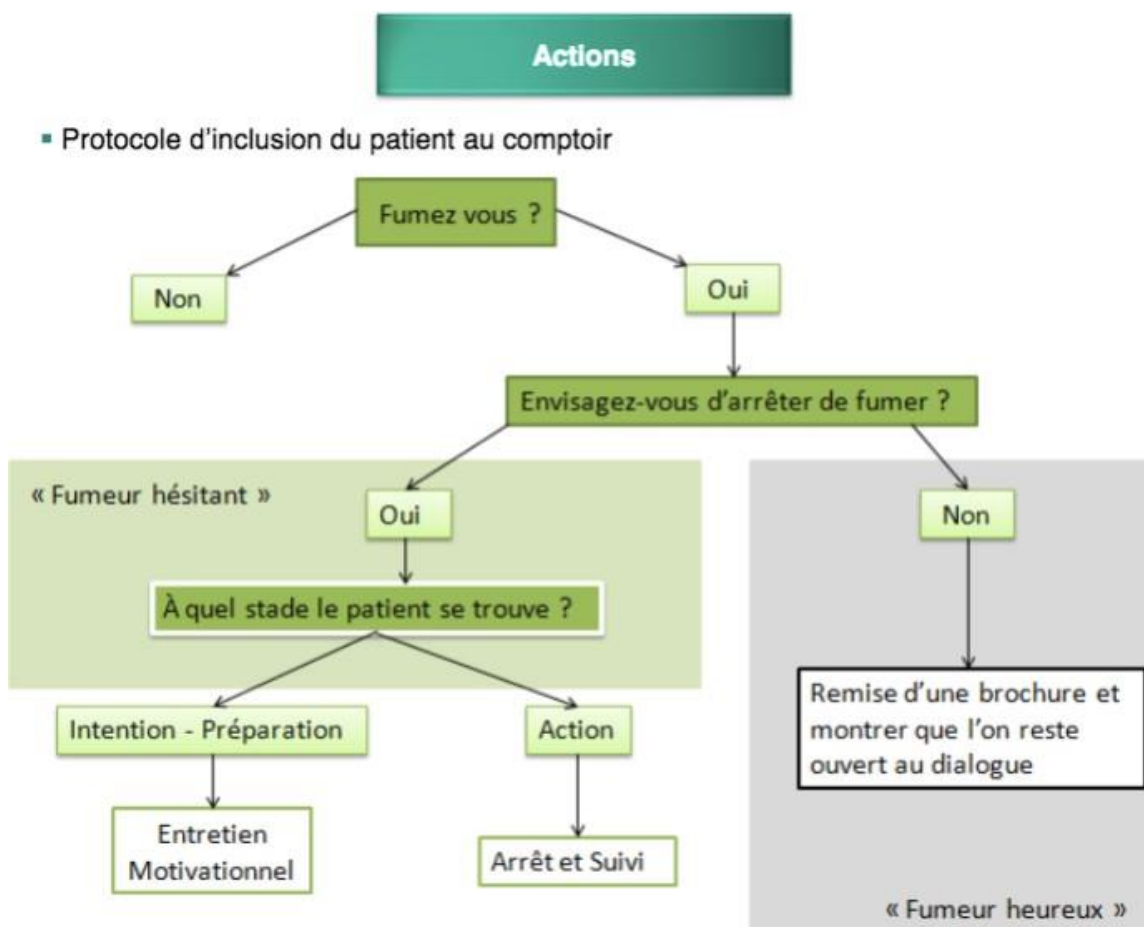 Actions
▪ Protocole d'inclusion du patient au comptoir
Fumez vous ?
Non
Oui
Envisagez-vous d'arrêter de fumer ?
« Fumeur hésitant »
Oui
Non
À quel stade le patient se trouve ?
Intention - Préparation
Action
Remise d'une brochure et
montrer que l'on reste
ouvert au dialogue
Entretien
Motivationnel
Arrêt et Suivi
« Fumeur heureux »